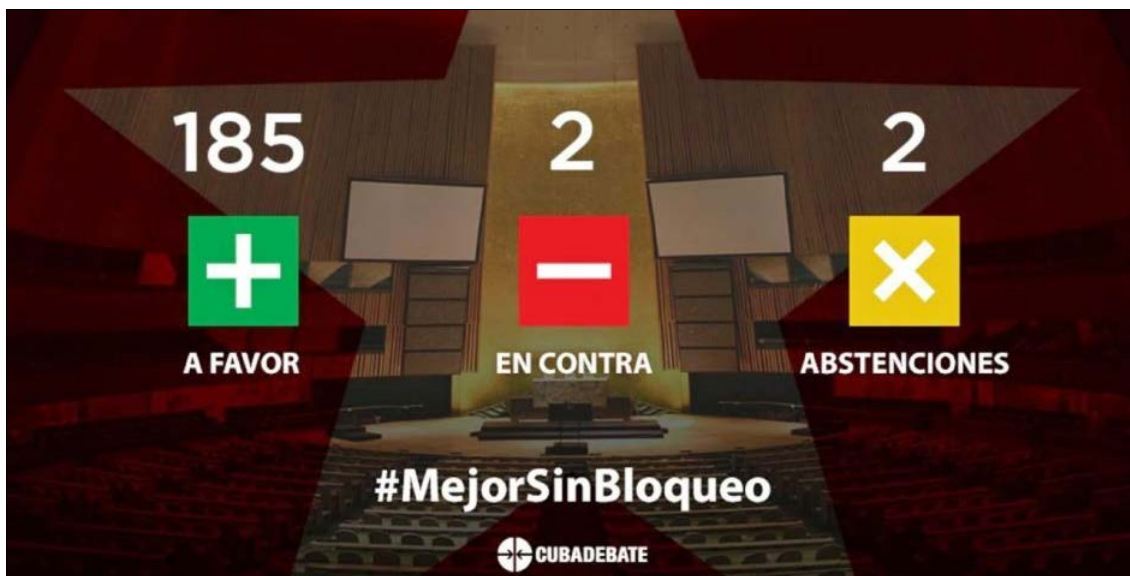 185 2 2
A FAVOR EN CONTRA ABSTENCIONES
#MejorSinBloqueo
CUBADEBATE